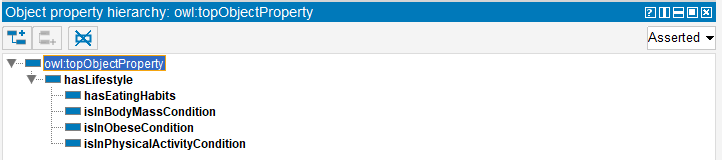 Object property hierarchy: owl:topObjectProperty
Asserted
owl:topObjectProperty
hasLifestyle
hasEatingHabits
isInBodyMassCondition
isInObeseCondition
isInPhysicalActivityCondition